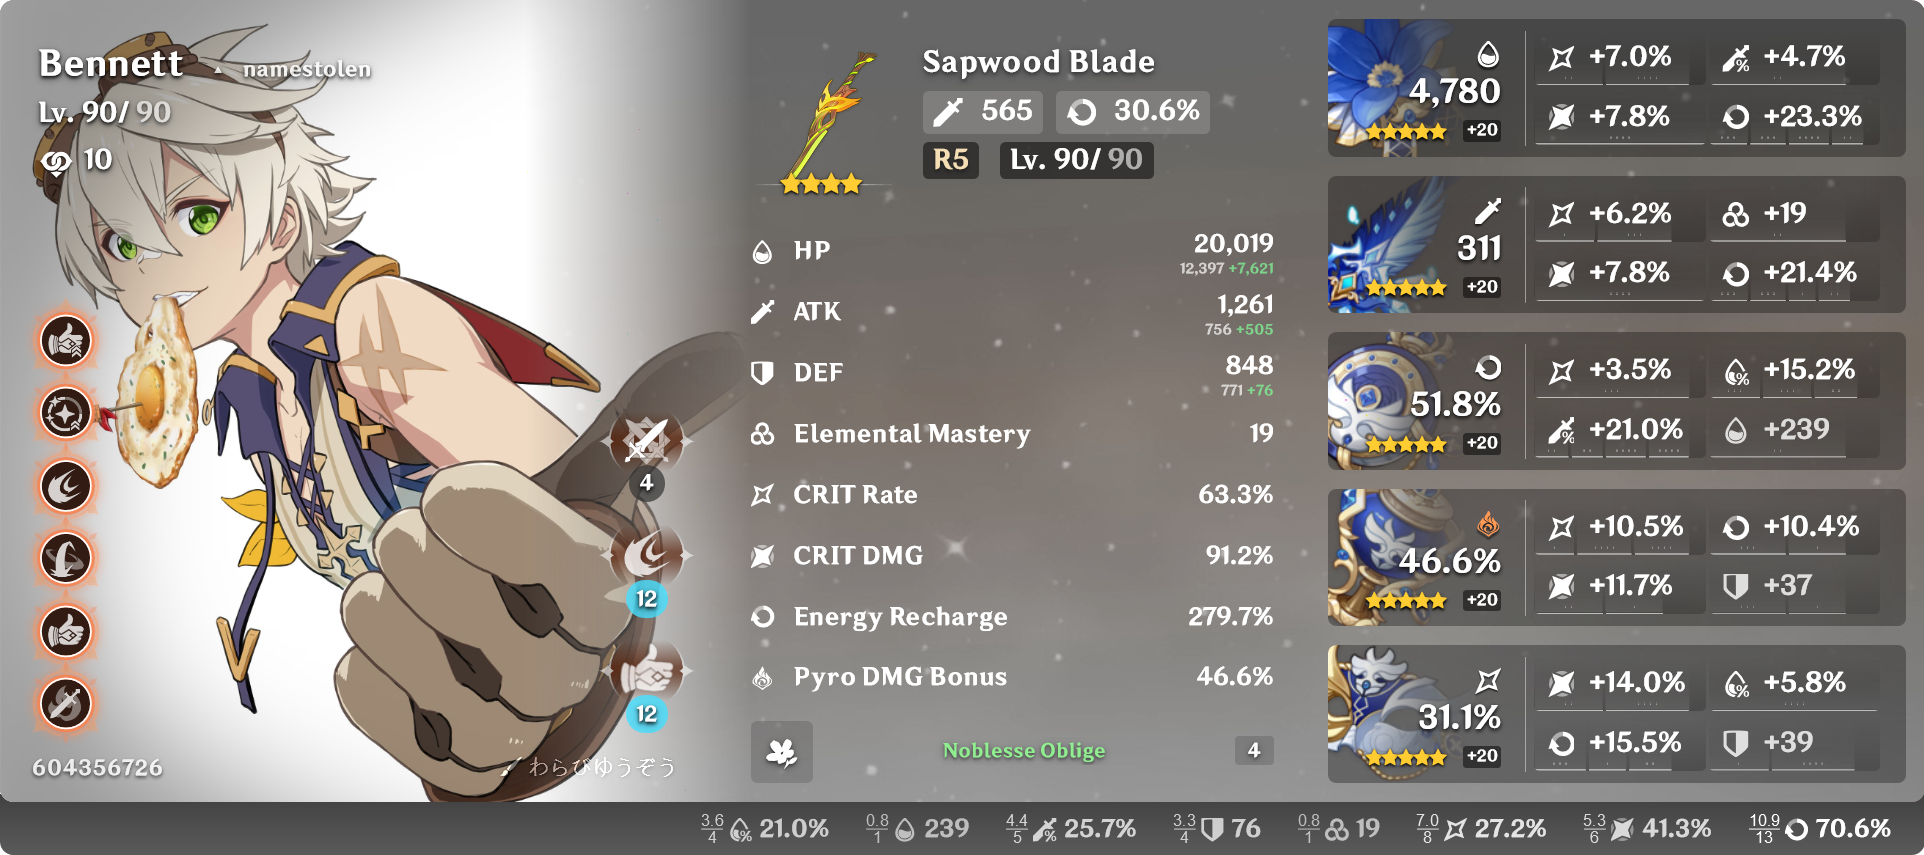 Bennett namestolen
Lv. 90/ 90
10
4
12
12
604356726
わらびゆうぞう
Sapwood Blade
565 30.6%
R5 Lv. 90/ 90
HP 20,019
12,397 +7,621
ATK 1,261
756 +505
DEF 848
771 +76
Elemental Mastery 19
CRIT Rate 63.3%
CRIT DMG 91.2%
Energy Recharge 279.7%
Pyro DMG Bonus 46.6%
Noblesse Oblige 4
4,780
+20
+7.0% +4.7%
+7.8% +23.3%
311
+20
+6.2% +19
+7.8% +21.4%
51.8%
+20
+3.5% +15.2%
+21.0% +239
46.6%
+20
+10.5% +10.4%
+11.7% +37
31.1%
+20
+14.0% +5.8%
+15.5% +39
3.6/4 21.0% 0.8/1 239 4.4/5 25.7% 3.3/4 76 0.8/1 19 7.0/8 27.2% 5.3/6 41.3% 10.9/13 70.6%